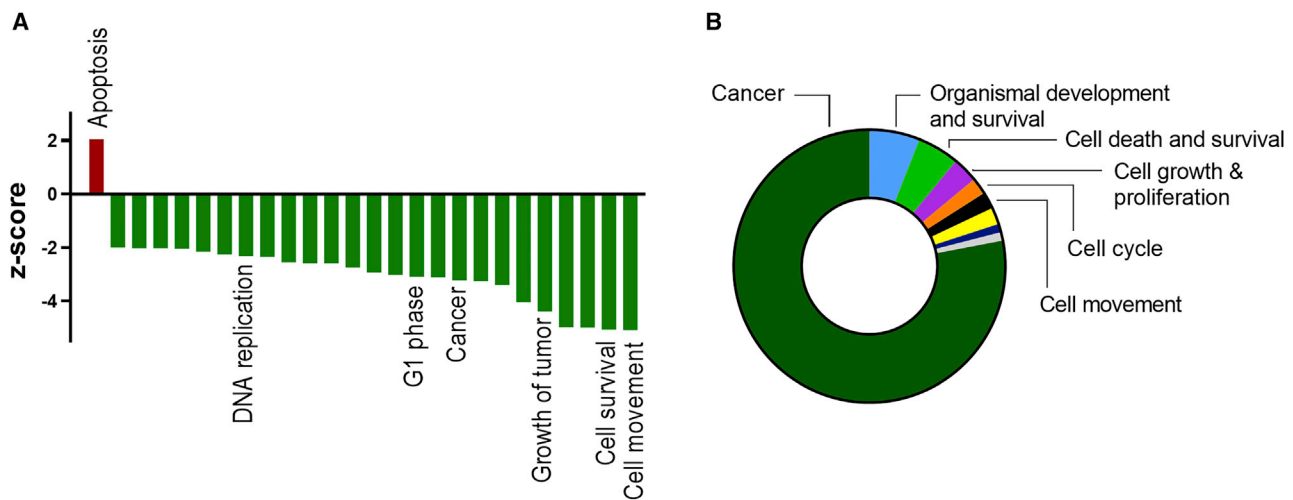 A
z-score
2
0
-2
-4
Apoptosis
DNA replication
G1 phase
Cancer
Growth of tumor
Cell survival
Cell movement
B
Cancer
Organismal development
and survival
Cell death and survival
Cell growth &
proliferation
Cell cycle
Cell movement